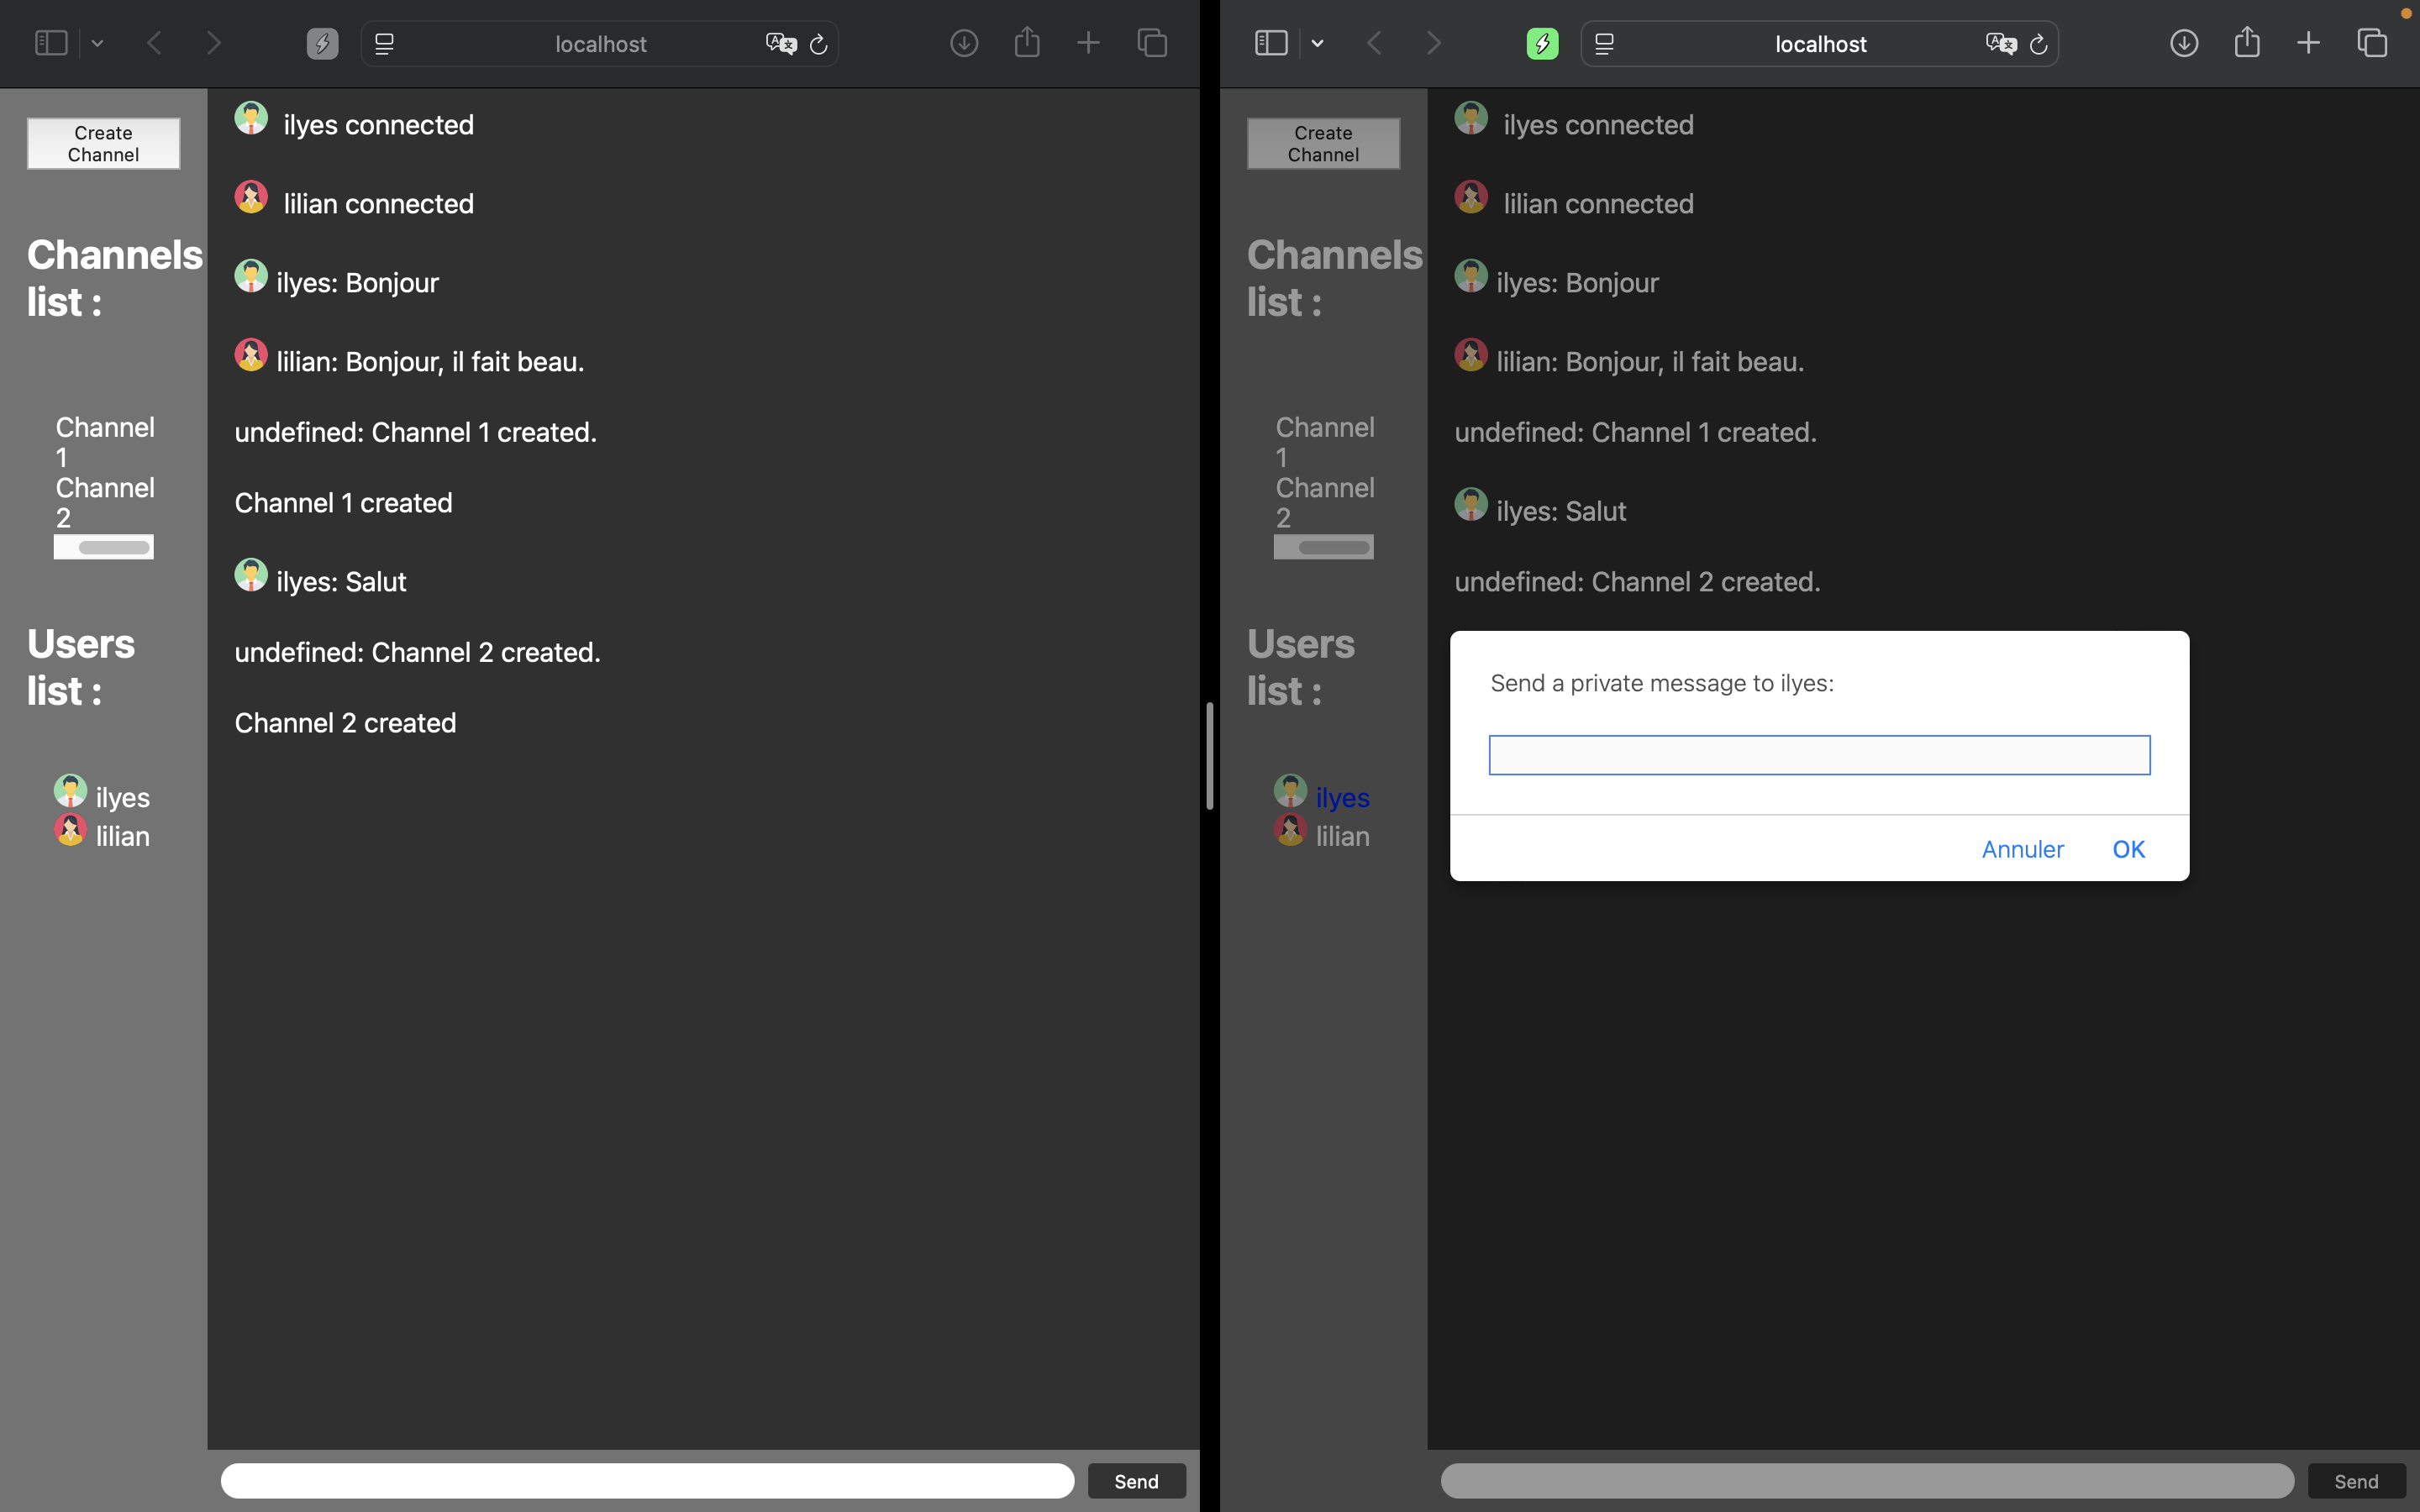 localhost
Create
Channel
Channels
list :
Channel
1
Channel
2
Users
list :
ilyes
lilian
ilyes connected
lilian connected
ilyes: Bonjour
lilian: Bonjour, il fait beau.
undefined: Channel 1 created.
Channel 1 created
ilyes: Salut
undefined: Channel 2 created.
Channel 2 created
Send
localhost
Create
Channel
Channels
list :
Channel
1
Channel
2
Users
list :
ilyes
lilian
ilyes connected
lilian connected
ilyes: Bonjour
lilian: Bonjour, il fait beau.
undefined: Channel 1 created.
ilyes: Salut
undefined: Channel 2 created.
Send a private message to ilyes:
Annuler OK
Send